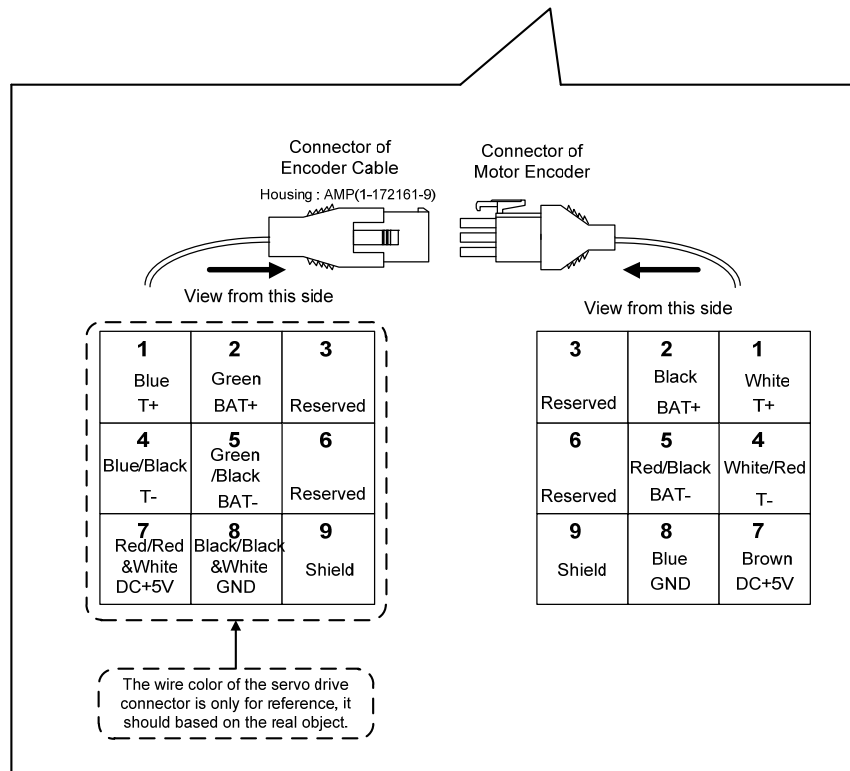 Connector of
Encoder Cable
Housing : AMP(1-172161-9)
Connector of
Motor Encoder
View from this side
View from this side
1
Blue
T+
2
Green
BAT+
3
Reserved
4
Blue/Black
T-
5
Green
/Black
BAT-
6
Reserved
7
Red/Red
&White
DC+5V
8
Black/Black
&White
GND
9
Shield
3
Reserved
2
Black
BAT+
1
White
T+
6
Reserved
5
Red/Black
BAT-
4
White/Red
T-
9
Shield
8
Blue
GND
7
Brown
DC+5V
The wire color of the servo drive
connector is only for reference, it
should based on the real object.